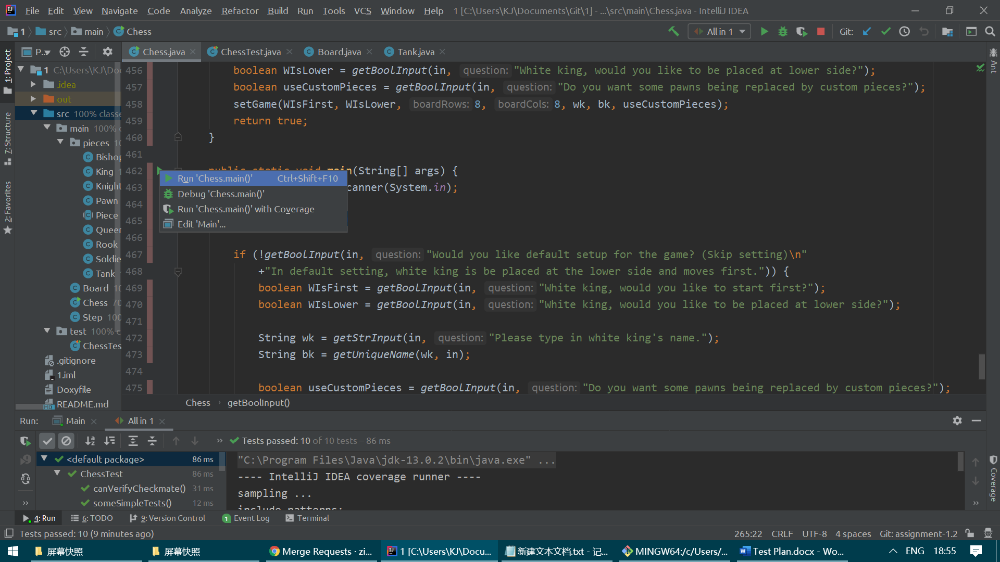 File Edit View Navigate Code Analyze Refactor Build Run Tools VCS Window Help 1 [C:\Users\KJ\Documents\Git\1] - ...\src\main\Chess.java - IntelliJ IDEA
1 src main Chess All in 1 Git:
P.. Chess.java ChessTest.java Board.java Tank.java
1: Project
7: Structure
2: Favorites
Ant
Coverage
1 C:\Users\KJ\Doc
.idea
out
src 100% classe
main 100% c
pieces 10
Bishop
King 1
Knight
Pawn
Piece
Queen
Rook
Soldie
Tank
Board 10
Chess 70
Step 100
test 100% c
ChessTes
.gitignore
1.iml
Doxyfile
README.md
456 boolean WIsLower = getBoolInput(in, question: "White king, would you like to be placed at lower side?");
457 boolean useCustomPieces = getBoolInput(in, question: "Do you want some pawns being replaced by custom pieces?");
458 setGame(WIsFirst, WIsLower, boardRows: 8, boardCols: 8, wk, bk, useCustomPieces);
459 return true;
460 }
461
462 public static void main(String[] args) {
463 canner(System.in);
464
465
466
467 if (!getBoolInput(in, question: "Would you like default setup for the game? (Skip setting)\n"
468 +"In default setting, white king is be placed at the lower side and moves first.")) {
469 boolean WIsFirst = getBoolInput(in, question: "White king, would you like to start first?");
470 boolean WIsLower = getBoolInput(in, question: "White king, would you like to be placed at lower side?");
471
472 String wk = getStrInput(in, question: "Please type in white king's name.");
473 String bk = getUniqueName(wk, in);
474
475 boolean useCustomPieces = getBoolInput(in, question: "Do you want some pawns being replaced by custom pieces?");
Run 'Chess.main()' Ctrl+Shift+F10
Debug 'Chess.main()'
Run 'Chess.main()' with Coverage
Edit 'Main'...
Chess › getBoolInput()
Run: Main All in 1
» Tests passed: 10 of 10 tests – 86 ms
<default package> 86 ms
ChessTest 86 ms
canVerifyCheckmate() 31 ms
someSimpleTests() 12 ms
"C:\Program Files\Java\jdk-13.0.2\bin\java.exe" ...
---- IntelliJ IDEA coverage runner ----
sampling ...
include patterns:
4: Run 6: TODO 9: Version Control 1 Event Log Terminal
Tests passed: 10 (9 minutes ago) 265:22 CRLF UTF-8 4 spaces Git: assignment-1.2
屏幕快照 屏幕快照 Merge Requests · zi... 1 [C:\Users\KJ\Docu... 新建文本文档.txt - 记... MINGW64:/c/Users/... Test Plan.docx - Wo... ENG 18:55